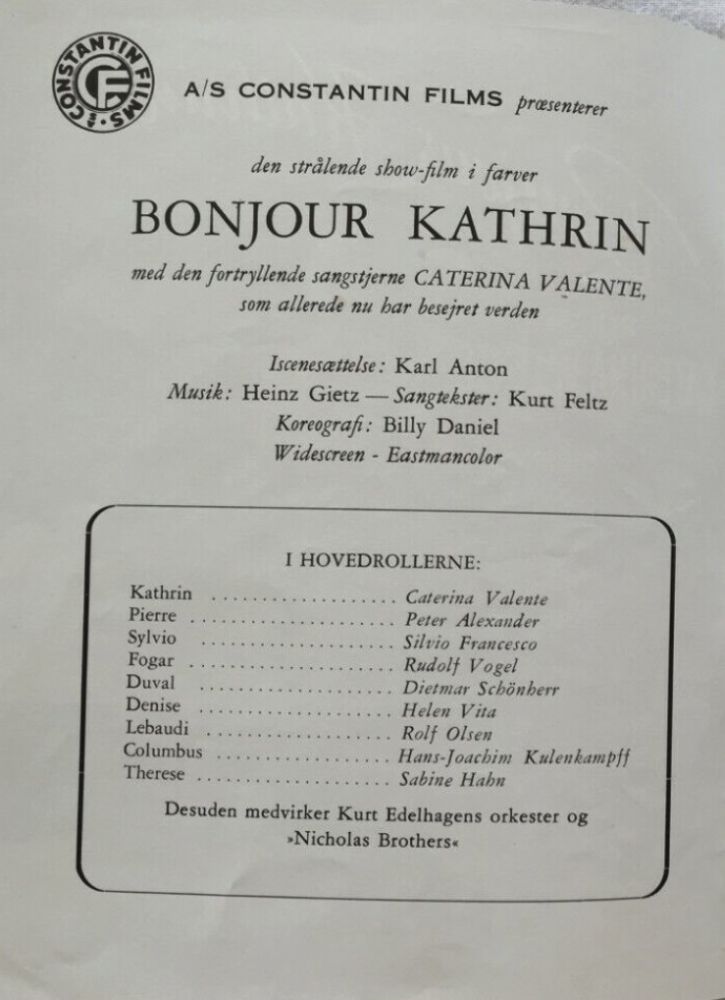 CONSTANTIN FILMS A/S
CF
A/S CONSTANTIN FILMS præsenterer
den strålende show-film i farver
BONJOUR KATHRIN
med den fortryllende sangstjerne CATERINA VALENTE,
som allerede nu har besejret verden
Iscenesættelse: Karl Anton
Musik: Heinz Gietz — Sangtekster: Kurt Feltz
Koreografi: Billy Daniel
Widescreen - Eastmancolor
I HOVEDROLLERNE:
Kathrin ................... Caterina Valente
Pierre ..................... Peter Alexander
Sylvio .................... Silvio Francesco
Fogar ..................... Rudolf Vogel
Duval .................... Dietmar Schönherr
Denise .................... Helen Vita
Lebaudi ................... Rolf Olsen
Columbus .................. Hans-Joachim Kulenkampff
Therese .................... Sabine Hahn
Desuden medvirker Kurt Edelhagens orkester og
»Nicholas Brothers«